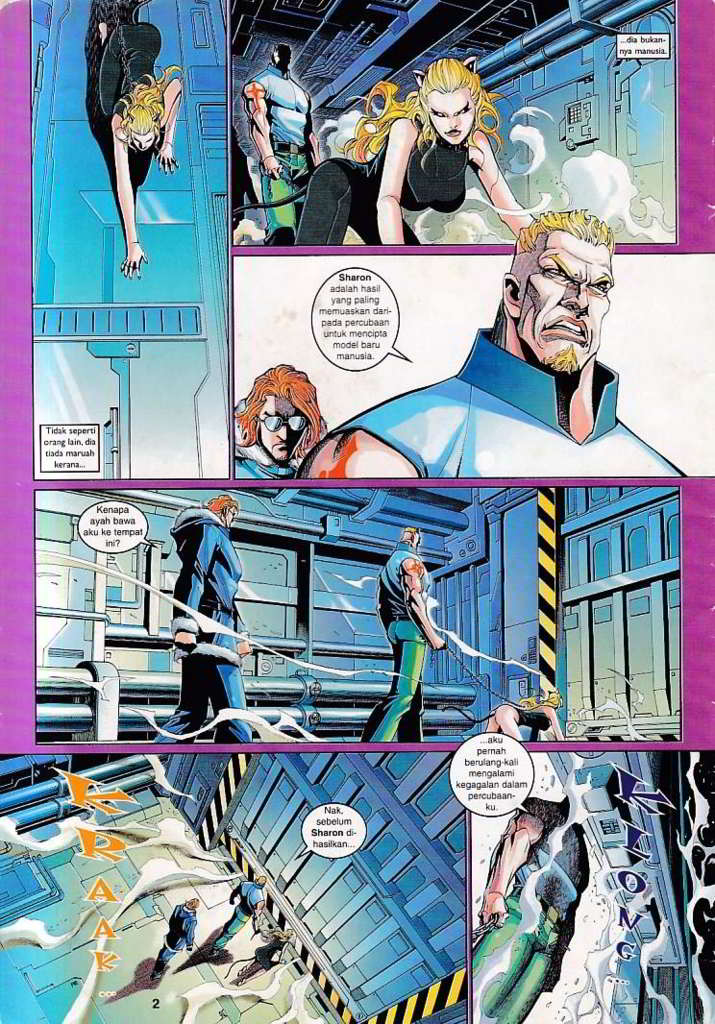 Tidak seperti
orang lain, dia
tiada maruah
kerana...
...dia bukan-
nya manusia.
Sharon
adalah hasil
yang paling
memuaskan dari-
pada percubaan
untuk mencipta
model baru
manusia.
Kenapa
ayah bawa
aku ke tempat
ini?
Nak,
sebelum
Sharon di-
hasilkan...
KRAAK...
...aku
pernah
berulang-kali
mengalami
kegagalan dalam
percubaan-
ku.
KLONG...
2